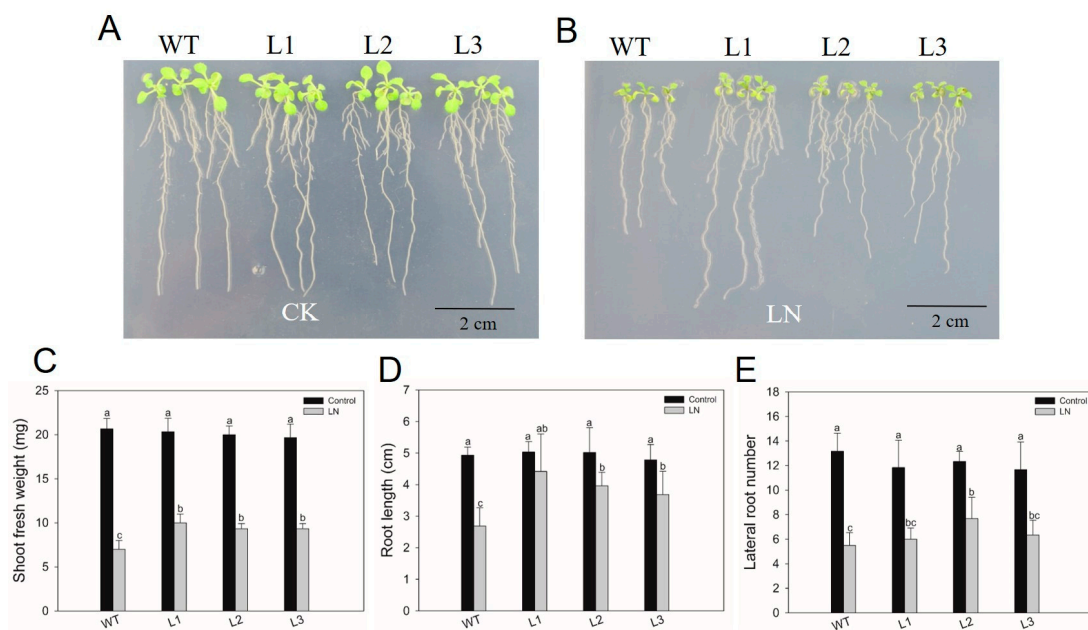 A
WT L1 L2 L3
CK
2 cm
B
WT L1 L2 L3
LN
2 cm
C
Shoot fresh weight (mg)
25
20
15
10
5
0
a a a a
c b b b
Control
LN
WT L1 L2 L3
D
Root length (cm)
7
6
5
4
3
2
1
0
a a a a
c ab b b
Control
LN
WT L1 L2 L3
E
Lateral root number
18
16
14
12
10
8
6
4
2
0
a a a a
c bc b bc
Control
LN
WT L1 L2 L3